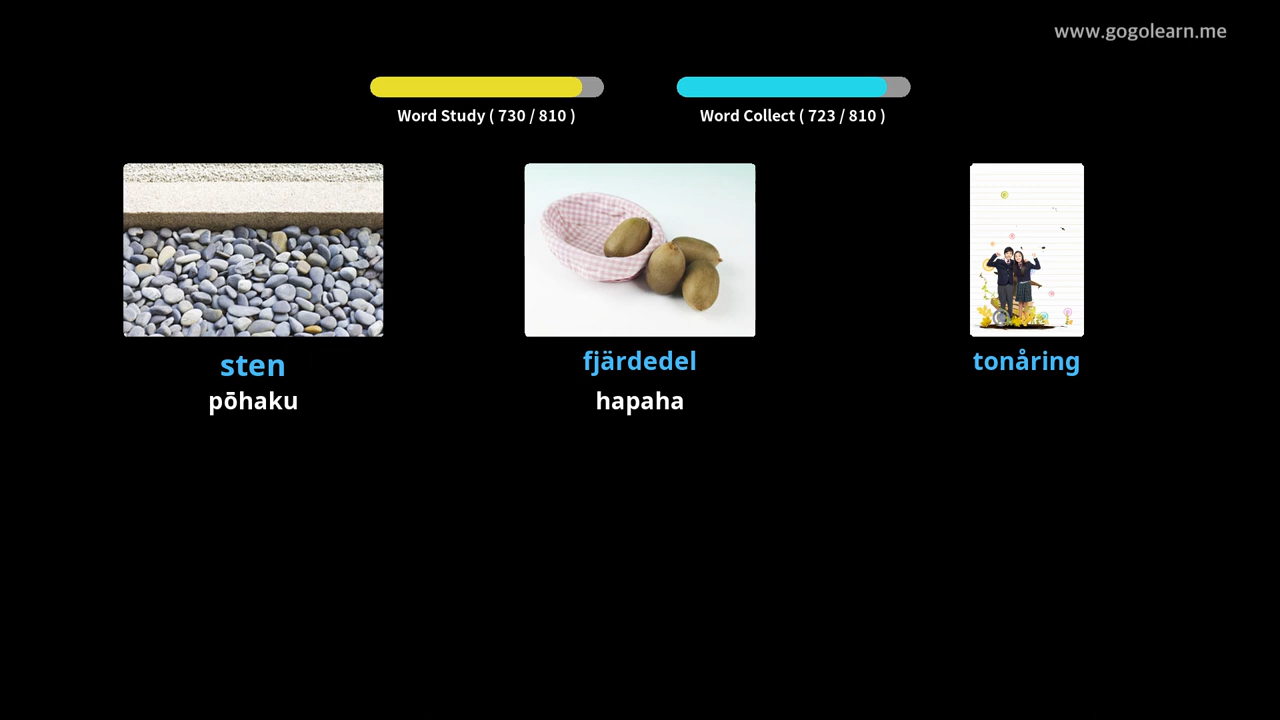 www.gogolearn.me
Word Study ( 730 / 810 )
Word Collect ( 723 / 810 )
sten
pōhaku
fjärdedel
hapaha
tonåring